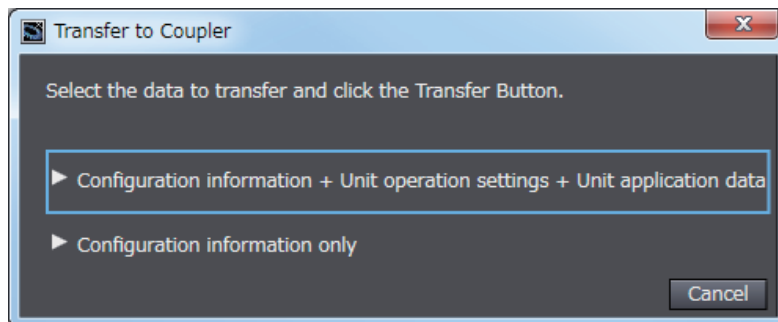 Transfer to Coupler
Select the data to transfer and click the Transfer Button.
Configuration information + Unit operation settings + Unit application data
Configuration information only
Cancel